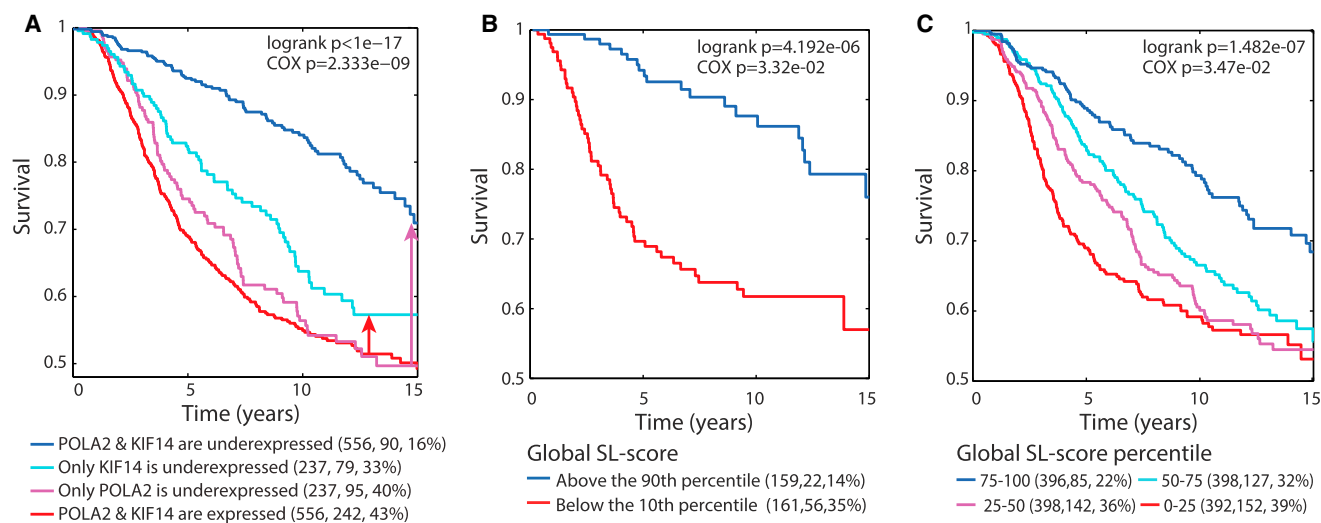 A
1
0.9
0.8
0.7
0.6
0.5
0
5
10
15
Survival
Time (years)
logrank p<1e−17
COX p=2.333e−09
POLA2 & KIF14 are underexpressed (556, 90, 16%)
Only KIF14 is underexpressed (237, 79, 33%)
Only POLA2 is underexpressed (237, 95, 40%)
POLA2 & KIF14 are expressed (556, 242, 43%)
B
1
0.9
0.8
0.7
0.6
0.5
0
5
10
15
Survival
Time (years)
logrank p=4.192e-06
COX p=3.32e-02
Global SL-score
Above the 90th percentile (159,22,14%)
Below the 10th percentile (161,56,35%)
C
1
0.9
0.8
0.7
0.6
0.5
0
5
10
15
Survival
Time (years)
logrank p=1.482e-07
COX p=3.47e-02
Global SL-score percentile
75-100 (396,85, 22%) 50-75 (398,127, 32%)
25-50 (398,142, 36%) 0-25 (392,152, 39%)